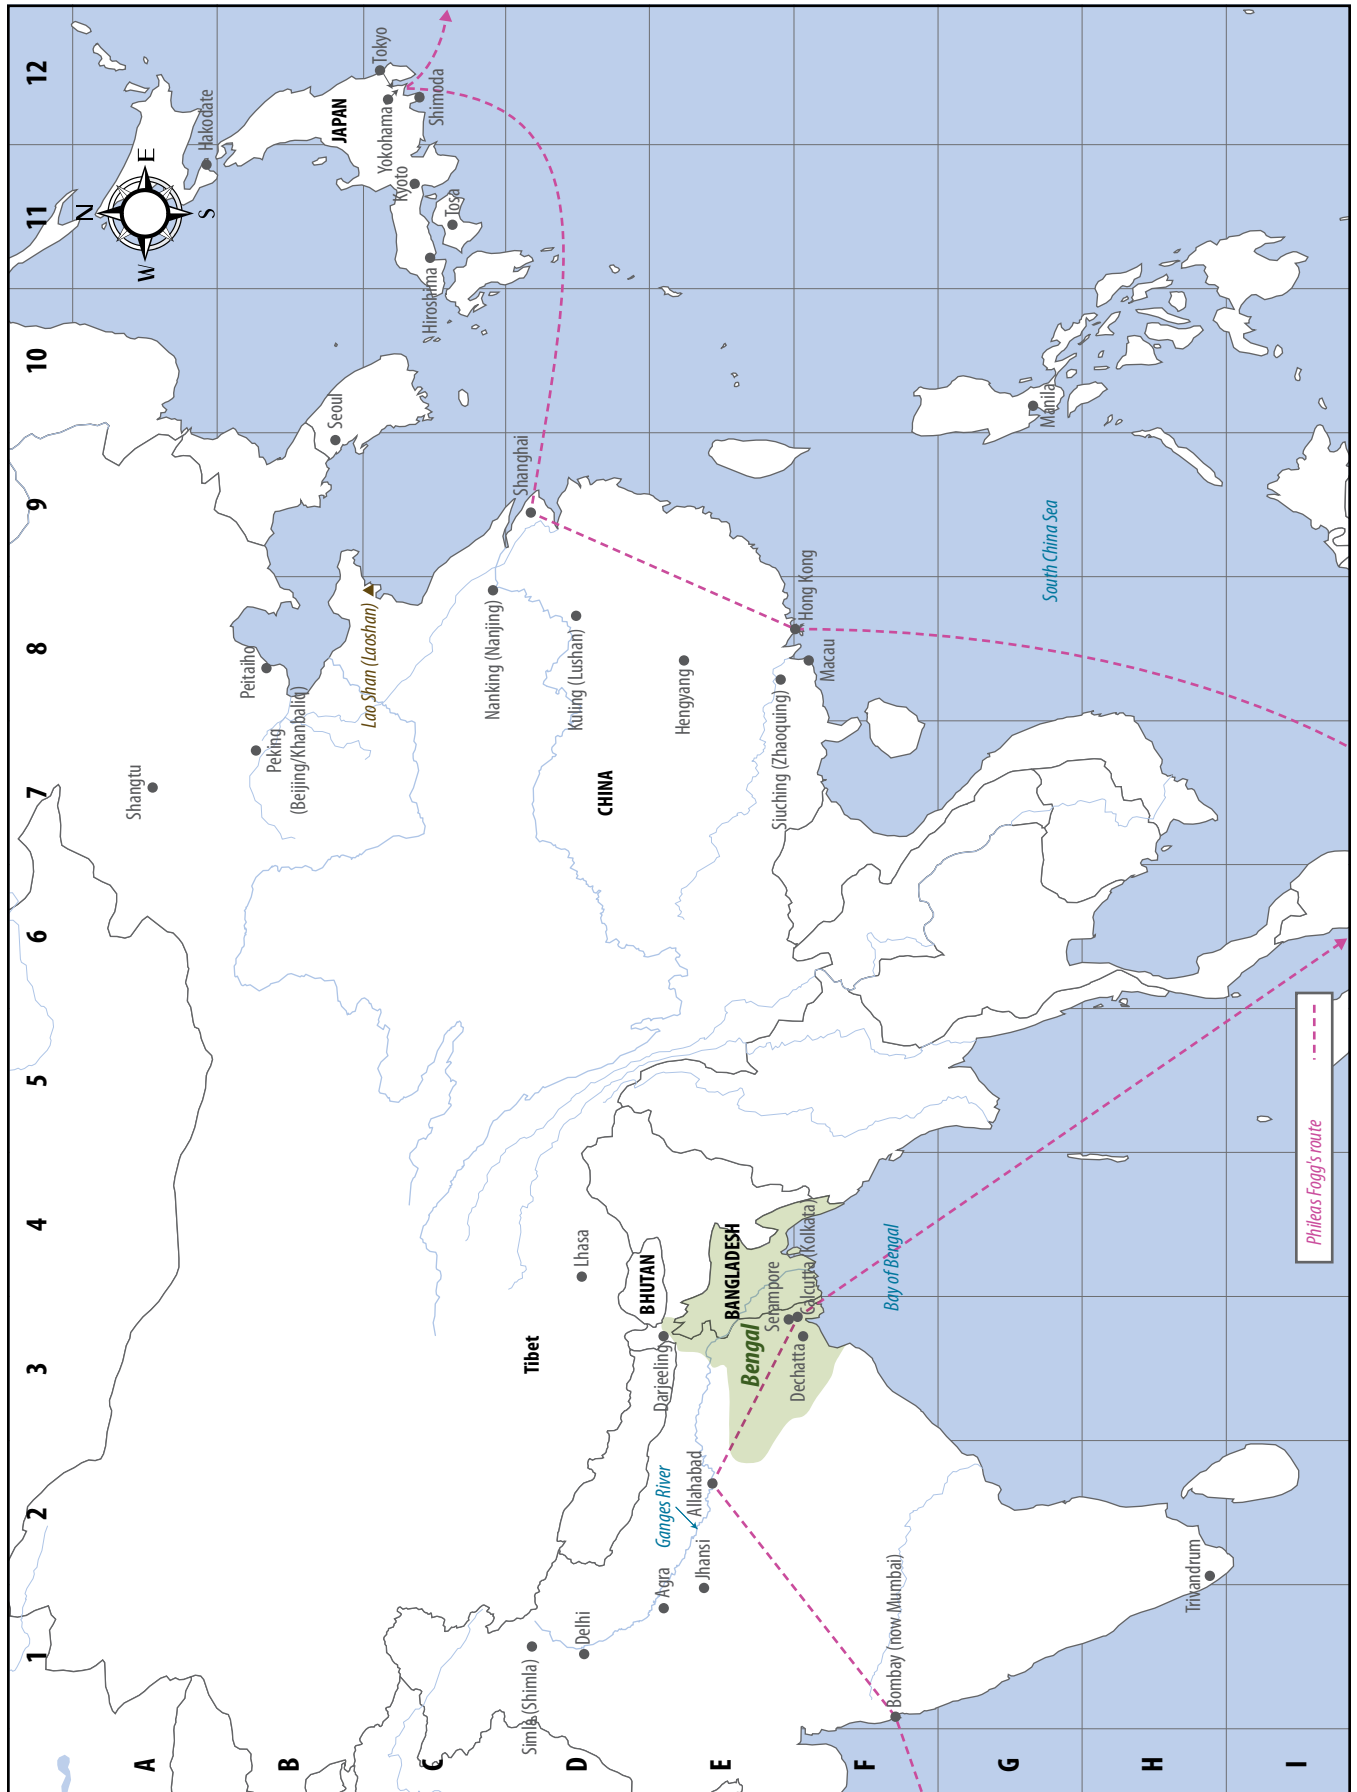 1
2
3
4
5
6
7
8
9
10
11
12
A
B
C
D
E
F
G
H
I
N
E
S
W
Hakodate
JAPAN
Tokyo
Yokohama
Shimoda
Kyoto
Tosa
Hiroshima
Seoul
Shangtu
Peitaiho
Peking
(Beijing/Khanbaliq)
Lao Shan (Laoshan)
Shanghai
Nanking (Nanjing)
Kuling (Lushan)
Hengyang
CHINA
Siuching (Zhaoquing)
Hong Kong
Macau
Manila
South China Sea
Tibet
Lhasa
BHUTAN
Darjeeling
BANGLADESH
Bengal
Serampore
Calcutta (Kolkata)
Dechatta
Bay of Bengal
Simla (Shimla)
Delhi
Agra
Jhansi
Ganges River
Allahabad
Bombay (now Mumbai)
Trivandrum
Phileas Fogg's route